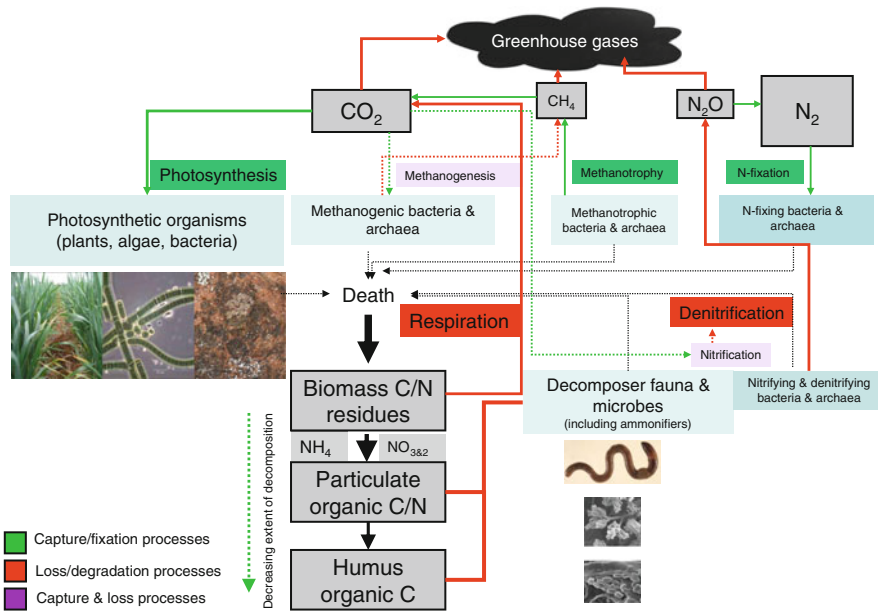 Greenhouse gases
CO2
CH4
N2O
N2
Photosynthesis
Methanogenesis
Methanotrophy
N-fixation
Photosynthetic organisms
(plants, algae, bacteria)
Methanogenic bacteria &
archaea
Methanotrophic
bacteria & archaea
N-fixing bacteria &
archaea
Death
Respiration
Denitrification
Nitrification
Biomass C/N
residues
Decomposer fauna &
microbes
(including ammonifiers)
Nitrifying & denitrifying
bacteria & archaea
NH4
NO3&2
Particulate
organic C/N
Humus
organic C
Decreasing extent of decomposition
Capture/fixation processes
Loss/degradation processes
Capture & loss processes